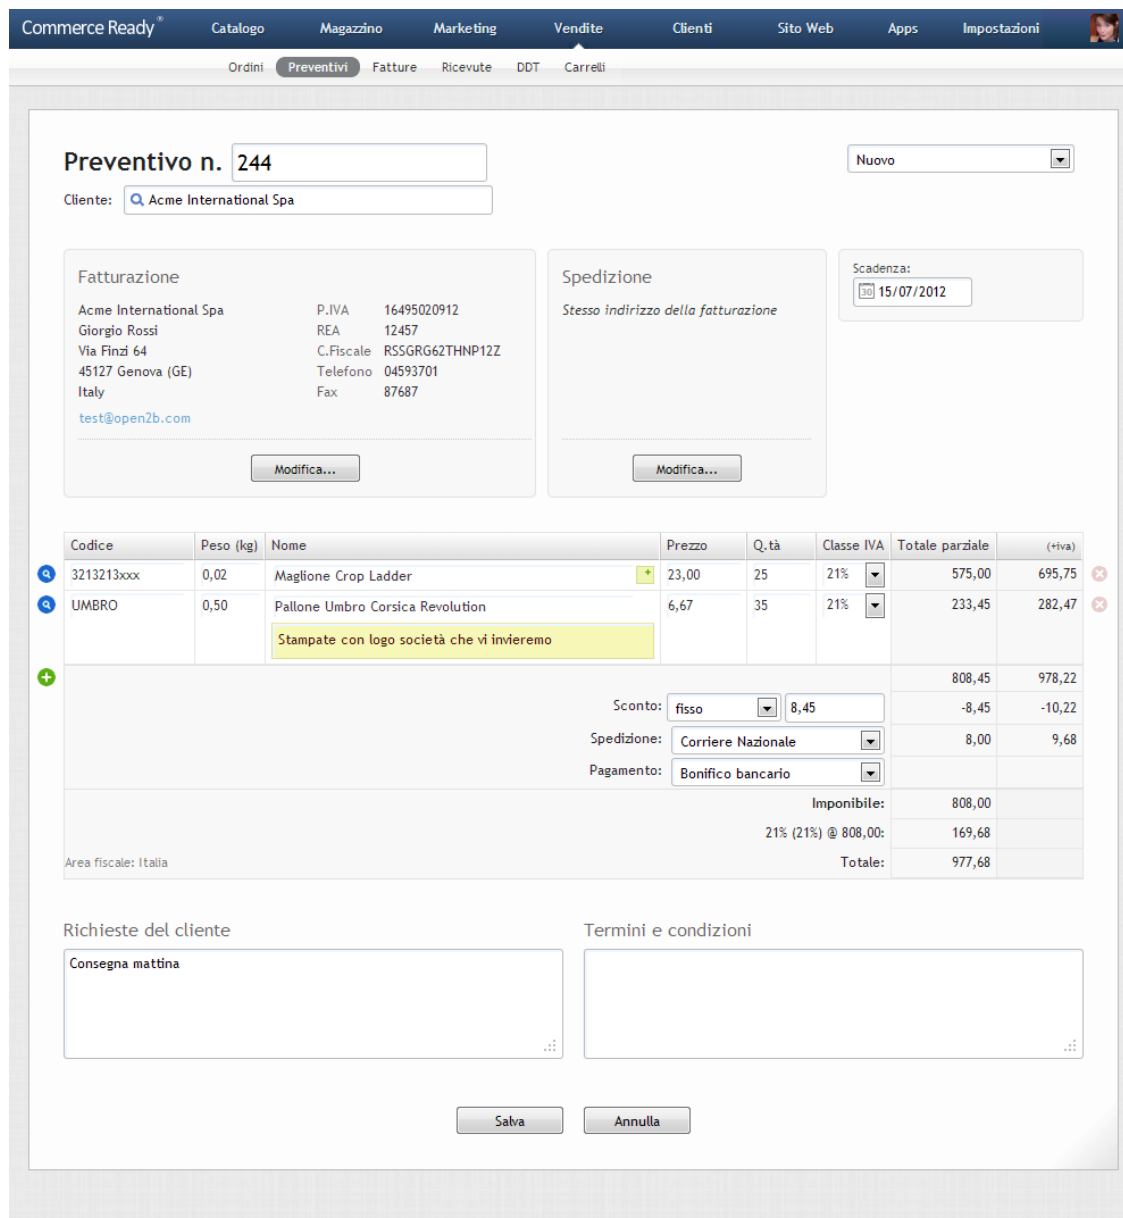 Commerce Ready® Catalogo Magazzino Marketing Vendite Clienti Sito Web Apps Impostazioni
Ordini Preventivi Fatture Ricevute DDT Carrelli
Preventivo n. 244
Nuovo
Cliente: Acme International Spa
Fatturazione
Acme International Spa P.IVA 16495020912
Giorgio Rossi REA 12457
Via Finzi 64 C.Fiscale RSSGRG62THNP12Z
45127 Genova (GE) Telefono 04593701
Italy Fax 87687
test@open2b.com
Modifica...
Spedizione
Stesso indirizzo della fatturazione
Modifica...
Scadenza:
30 15/07/2012
Codice Peso (kg) Nome Prezzo Q.tà Classe IVA Totale parziale (+iva)
3213213xxx 0,02 Maglione Crop Ladder + 23,00 25 21% 575,00 695,75
UMBRO 0,50 Pallone Umbro Corsica Revolution 6,67 35 21% 233,45 282,47
Stampate con logo società che vi invieremo
808,45 978,22
Sconto: fisso 8,45 -8,45 -10,22
Spedizione: Corriere Nazionale 8,00 9,68
Pagamento: Bonifico bancario
Imponibile: 808,00
21% (21%) @ 808,00: 169,68
Area fiscale: Italia Totale: 977,68
Richieste del cliente
Consegna mattina
Termini e condizioni
Salva Annulla